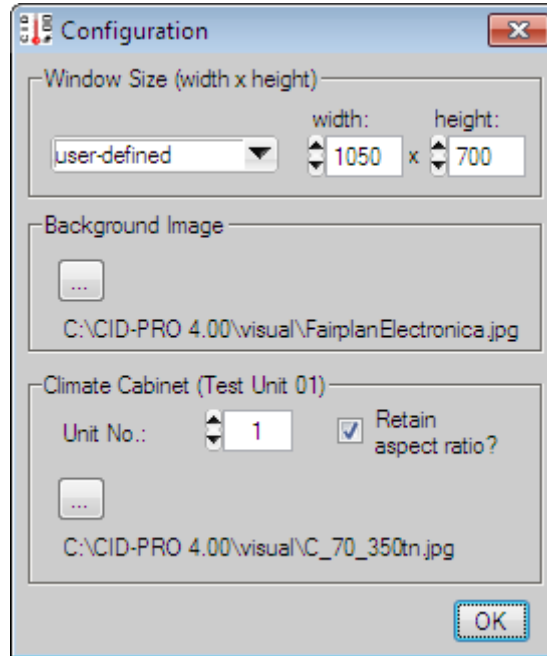 Configuration
Window Size (width x height)
width: height:
user-defined 1050 x 700
Background Image
...
C:\CID-PRO 4.00\visual\FairplanElectronica.jpg
Climate Cabinet (Test Unit 01)
Unit No.: 1 Retain
aspect ratio?
...
C:\CID-PRO 4.00\visual\C_70_350tn.jpg
OK